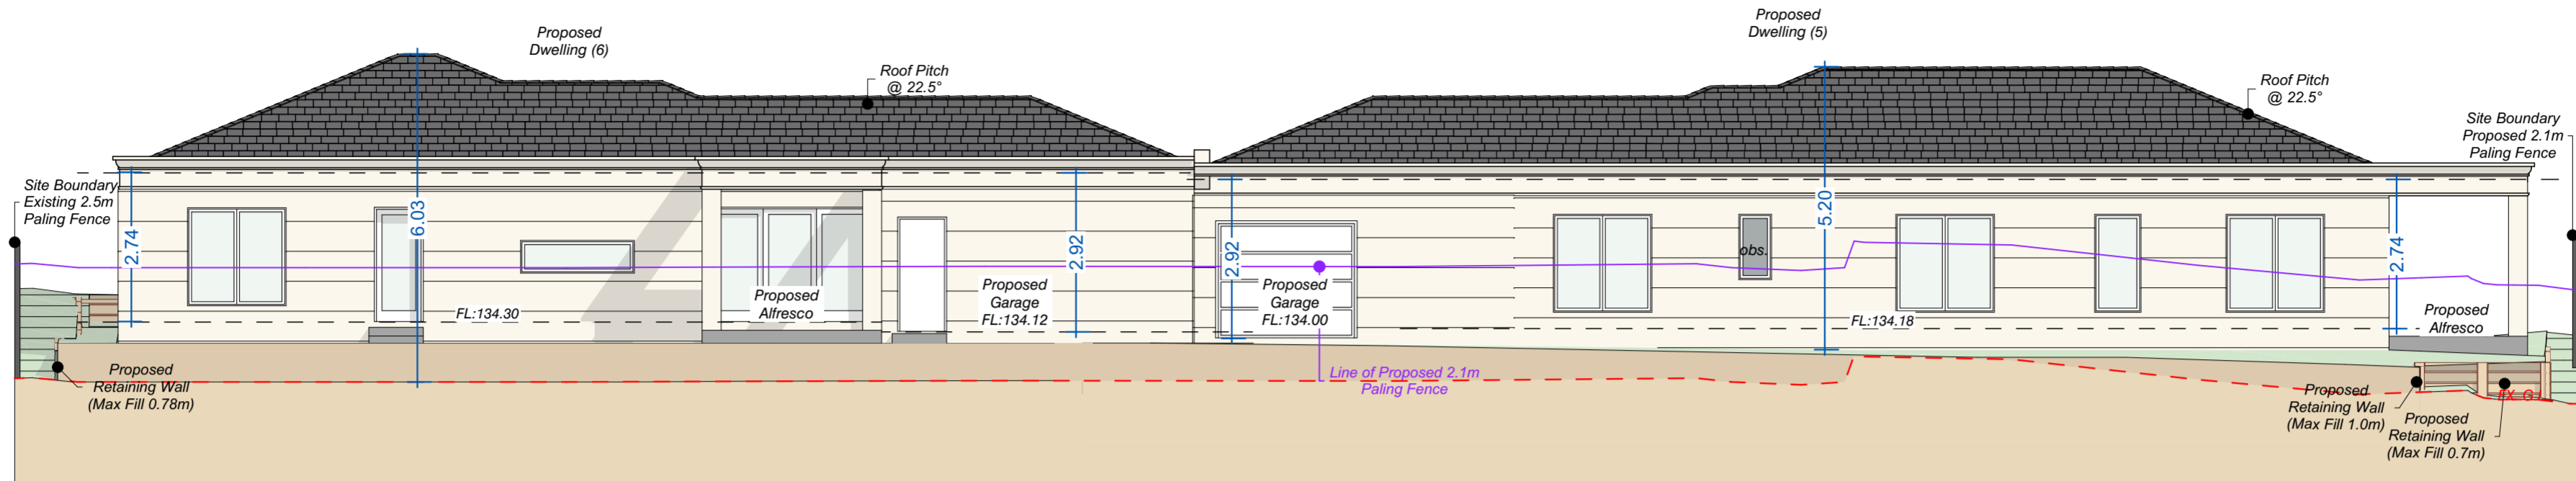 Proposed
Dwelling (6)
Proposed
Dwelling (5)
Roof Pitch
@ 22.5°
Roof Pitch
@ 22.5°
Site Boundary
Existing 2.5m
Paling Fence
Site Boundary
Proposed 2.1m
Paling Fence
2.74
6.03
2.92
2.92
5.20
2.74
obs.
FL:134.30
Proposed
Alfresco
Proposed
Garage
FL:134.12
Proposed
Garage
FL:134.00
FL:134.18
Proposed
Alfresco
Proposed
Retaining Wall
(Max Fill 0.78m)
Line of Proposed 2.1m
Paling Fence
Proposed
Retaining Wall
(Max Fill 1.0m)
Proposed
Retaining Wall
(Max Fill 0.7m)